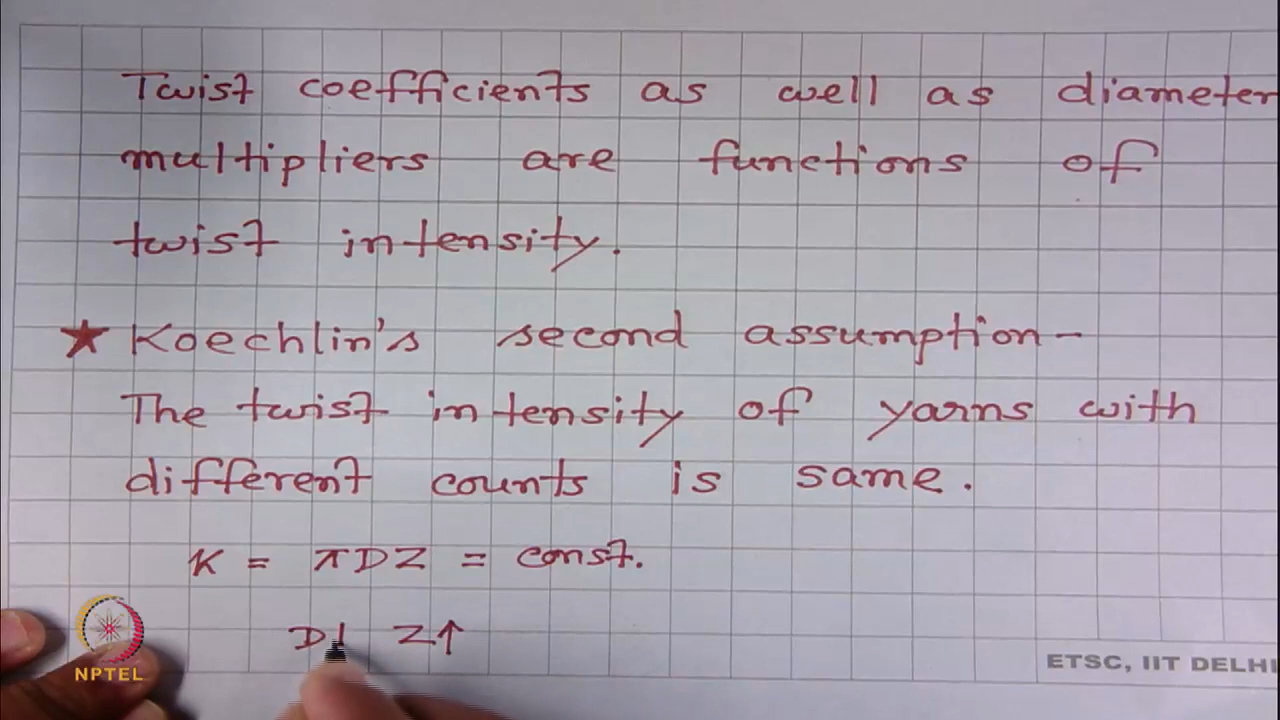 Twist coefficients as well as diameter
multipliers are functions of
twist intensity.
★ Koechlin's second assumption-
The twist intensity of yarns with
different counts is same.
K = πDZ = const.
D Z↑
NPTEL
ETSC, IIT DELHI